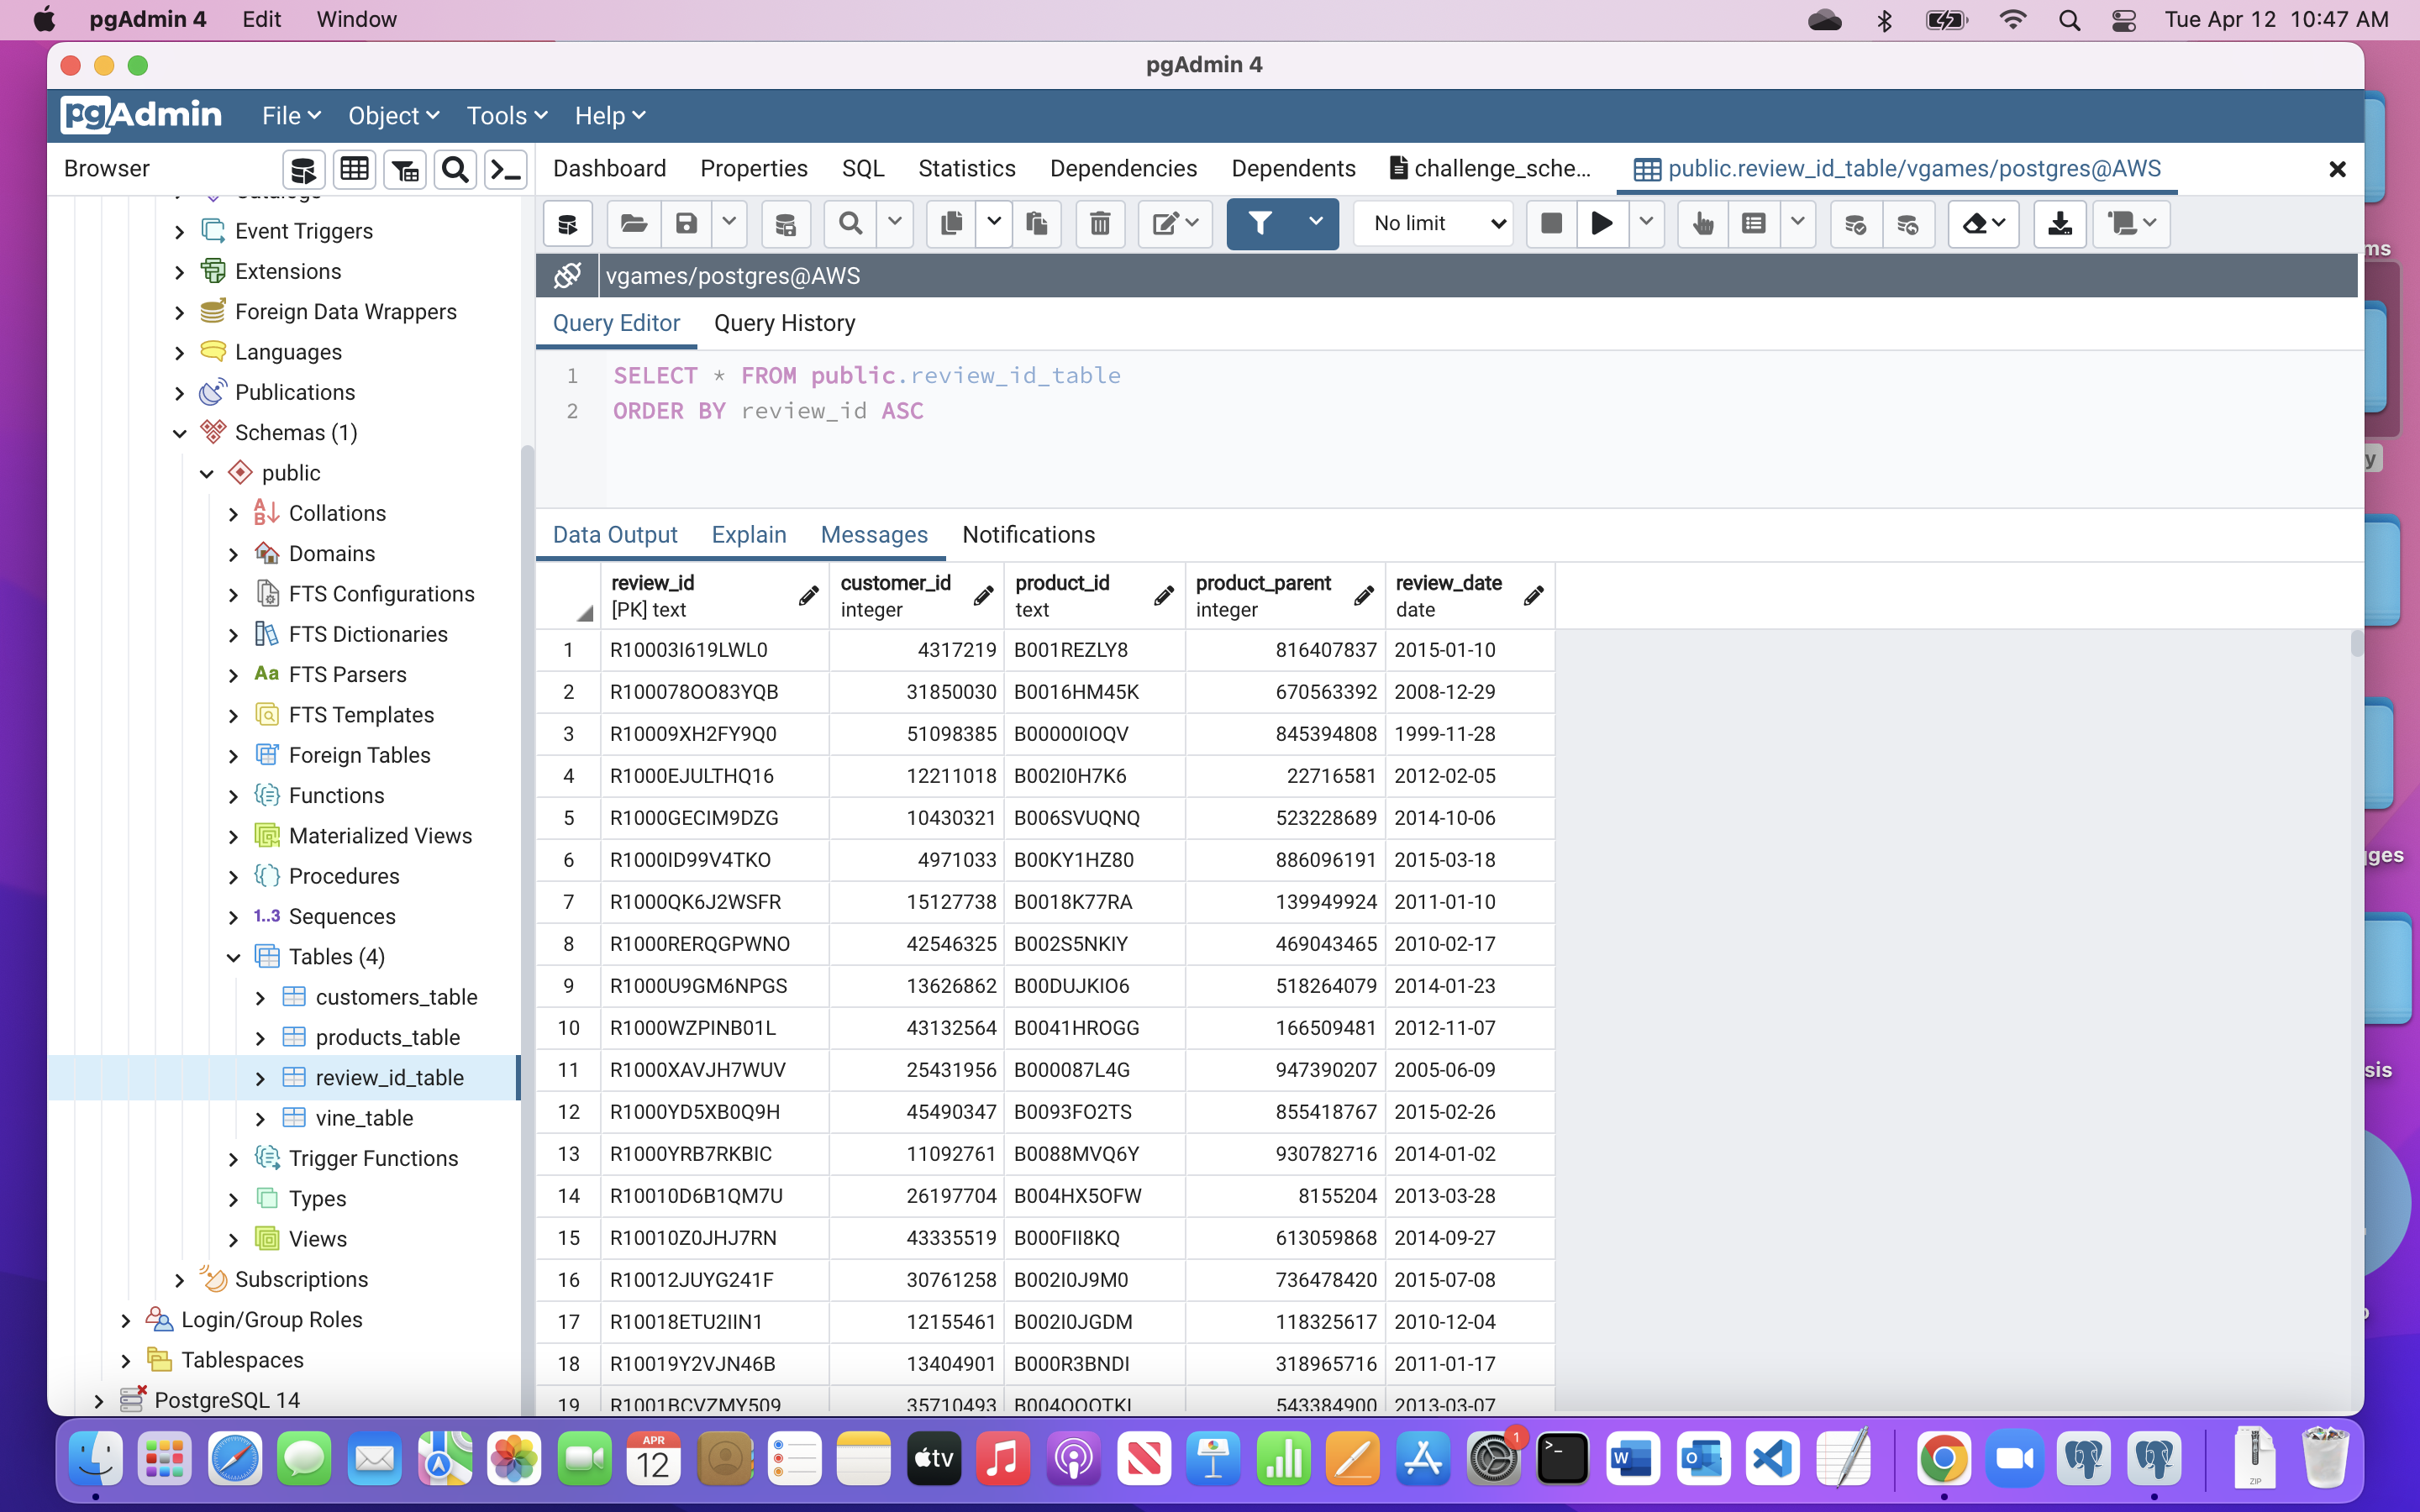 pgAdmin 4 Edit Window Tue Apr 12 10:47 AM
pgAdmin 4
pgAdmin File Object Tools Help
Browser
Dashboard Properties SQL Statistics Dependencies Dependents challenge_sche... public.review_id_table/vgames/postgres@AWS
No limit
vgames/postgres@AWS
Query Editor Query History
1 SELECT * FROM public.review_id_table
2 ORDER BY review_id ASC
Catalogs
Event Triggers
Extensions
Foreign Data Wrappers
Languages
Publications
Schemas (1)
public
Collations
Domains
FTS Configurations
FTS Dictionaries
Aa FTS Parsers
FTS Templates
Foreign Tables
Functions
Materialized Views
Procedures
1..3 Sequences
Tables (4)
customers_table
products_table
review_id_table
vine_table
Trigger Functions
Types
Views
Subscriptions
Login/Group Roles
Tablespaces
PostgreSQL 14
Data Output Explain Messages Notifications
review_id customer_id product_id product_parent review_date
[PK] text integer text integer date
1 R10003I619LWL0 4317219 B001REZLY8 816407837 2015-01-10
2 R100078OO83YQB 31850030 B0016HM45K 670563392 2008-12-29
3 R10009XH2FY9Q0 51098385 B00000IOQV 845394808 1999-11-28
4 R1000EJULTHQ16 12211018 B002I0H7K6 22716581 2012-02-05
5 R1000GECIM9DZG 10430321 B006SVUQNQ 523228689 2014-10-06
6 R1000ID99V4TKO 4971033 B00KY1HZ80 886096191 2015-03-18
7 R1000QK6J2WSFR 15127738 B0018K77RA 139949924 2011-01-10
8 R1000RERQGPWNO 42546325 B002S5NKIY 469043465 2010-02-17
9 R1000U9GM6NPGS 13626862 B00DUJKIO6 518264079 2014-01-23
10 R1000WZPINB01L 43132564 B0041HROGG 166509481 2012-11-07
11 R1000XAVJH7WUV 25431956 B000087L4G 947390207 2005-06-09
12 R1000YD5XB0Q9H 45490347 B0093FO2TS 855418767 2015-02-26
13 R1000YRB7RKBIC 11092761 B0088MVQ6Y 930782716 2014-01-02
14 R10010D6B1QM7U 26197704 B004HX5OFW 8155204 2013-03-28
15 R10010Z0JHJ7RN 43335519 B000FII8KQ 613059868 2014-09-27
16 R10012JUYG241F 30761258 B002I0J9M0 736478420 2015-07-08
17 R10018ETU2IIN1 12155461 B002I0JGDM 118325617 2010-12-04
18 R10019Y2VJN46B 13404901 B000R3BNDI 318965716 2011-01-17
19 R1001BCVZMY509 35710493 B004OOOTKI 543384900 2013-03-07
ms
y
ges
sis
APR
12
tv
1
ZIP